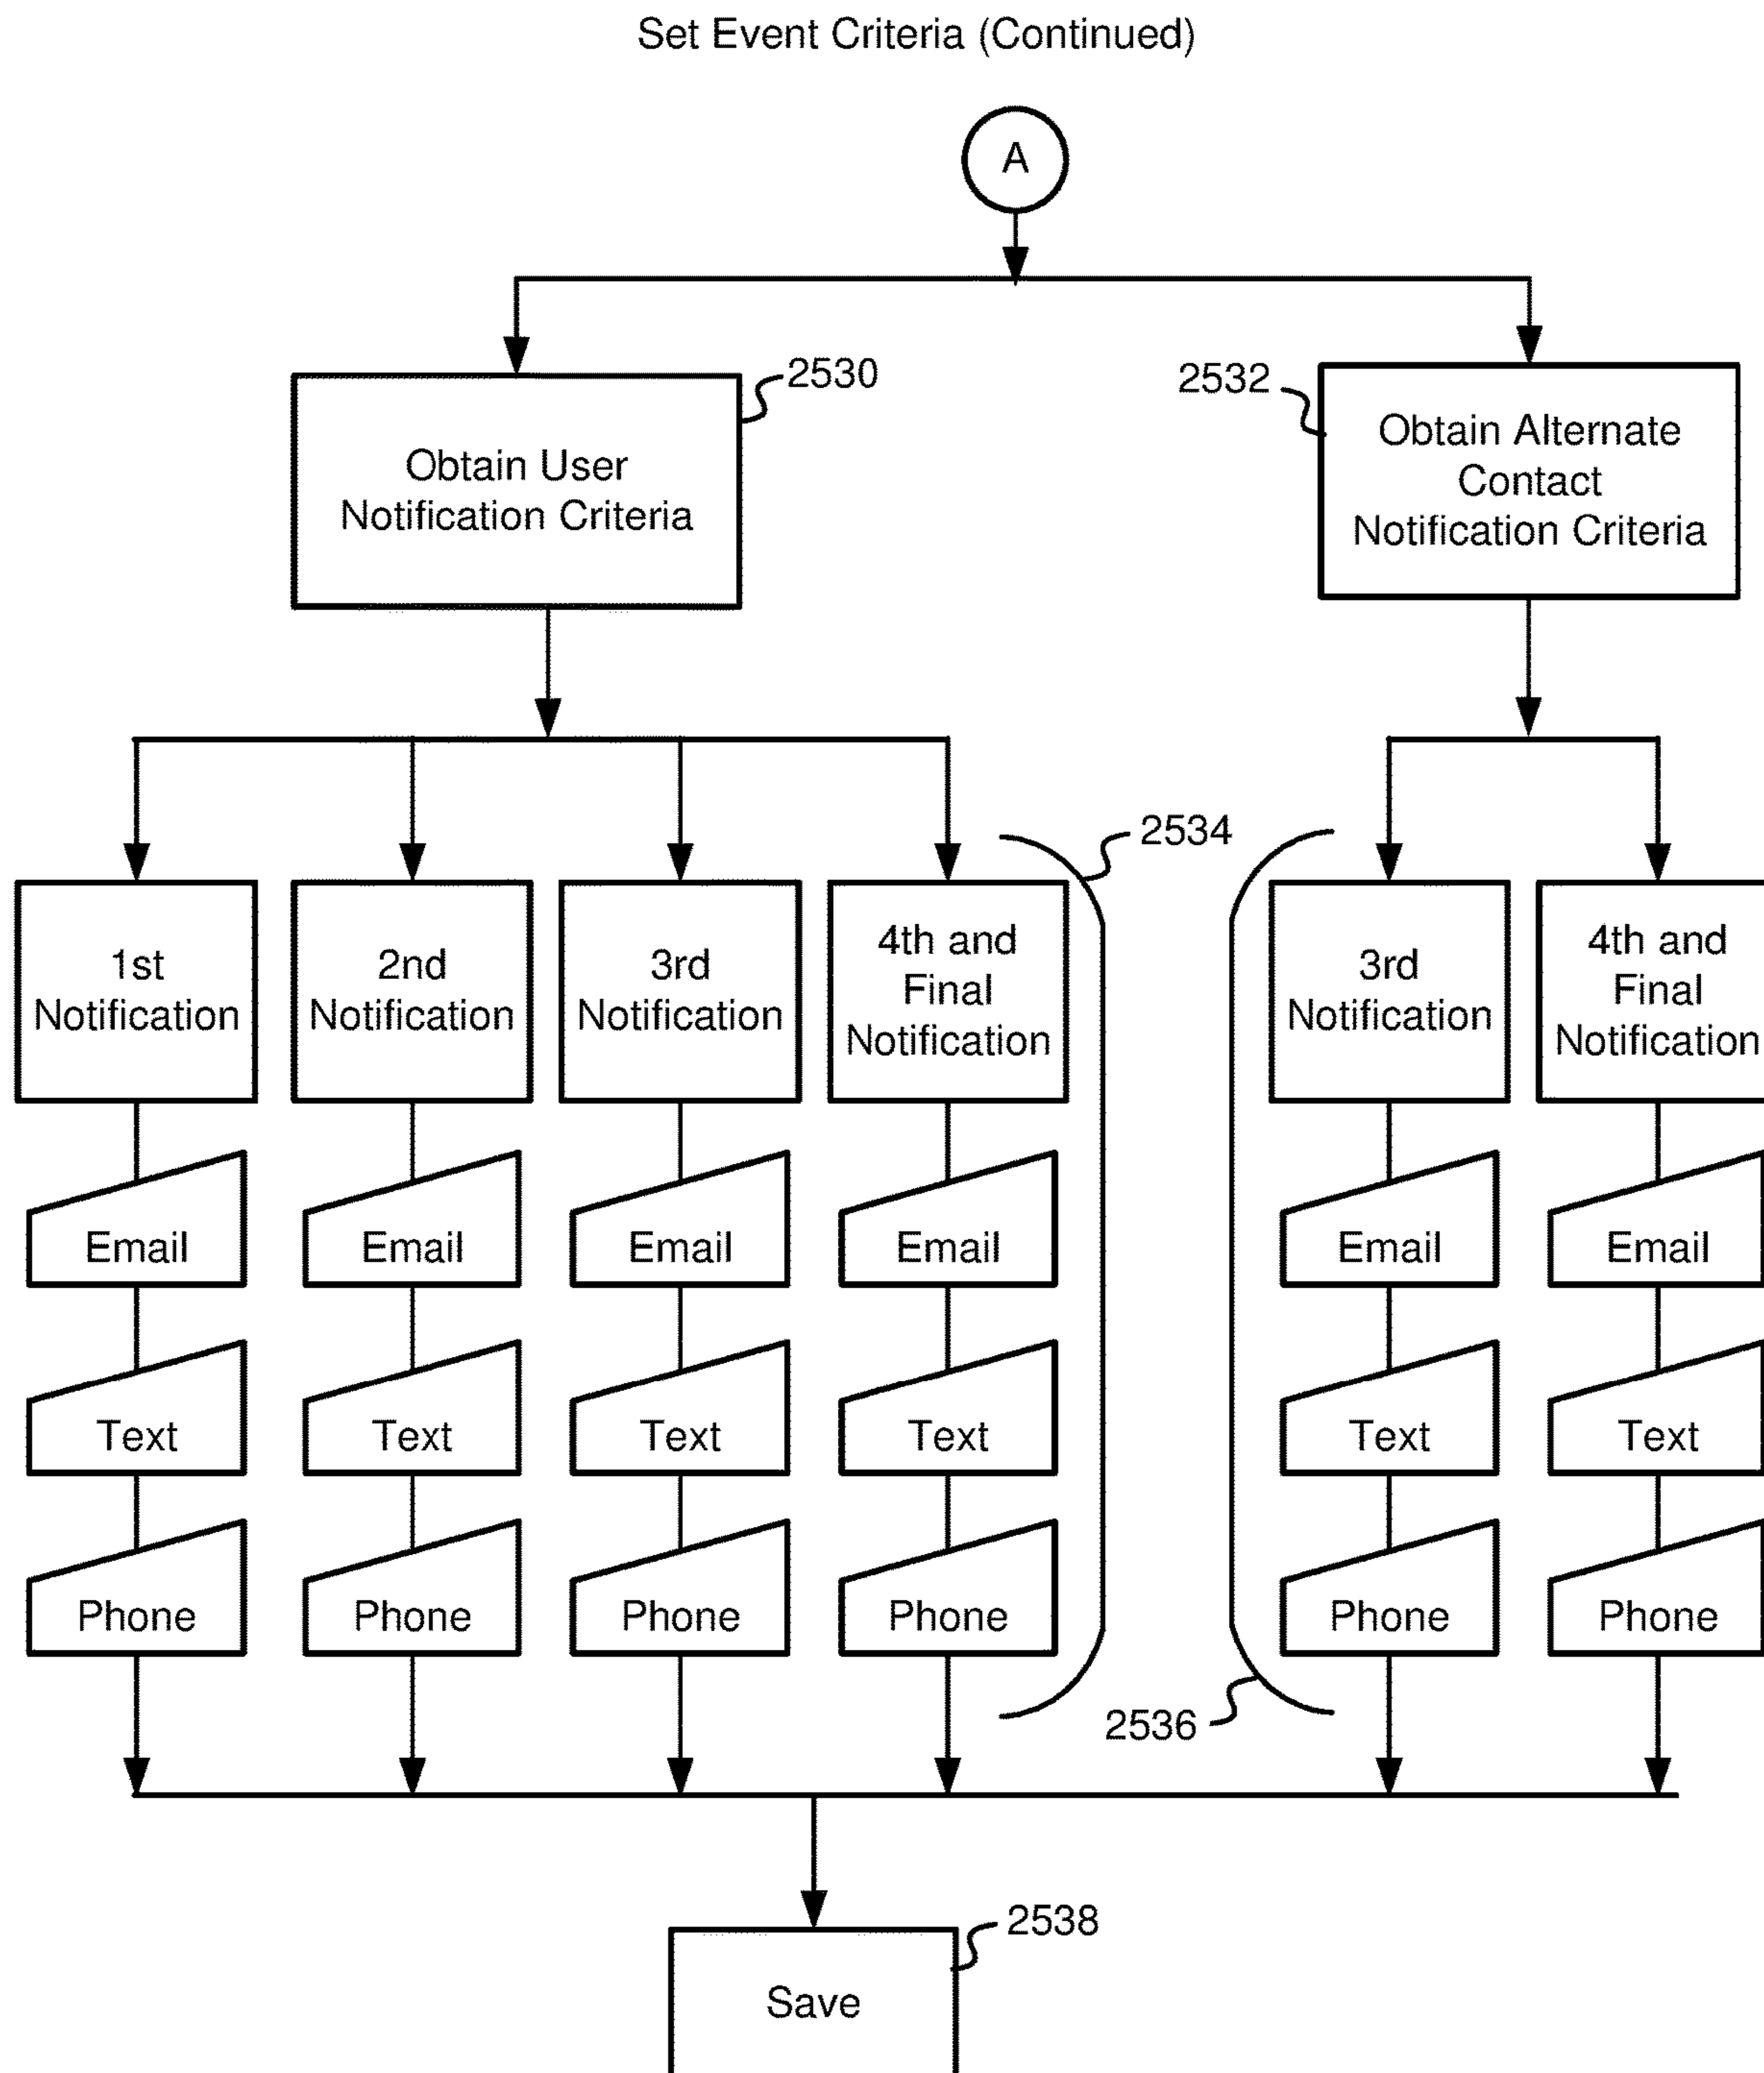 Set Event Criteria (Continued)
A
2530
2532
Obtain User
Notification Criteria
Obtain Alternate
Contact
Notification Criteria
2534
1st
Notification
2nd
Notification
3rd
Notification
4th and
Final
Notification
3rd
Notification
4th and
Final
Notification
Email
Email
Email
Email
Email
Email
Text
Text
Text
Text
Text
Text
Phone
Phone
Phone
Phone
Phone
Phone
2536
2538
Save